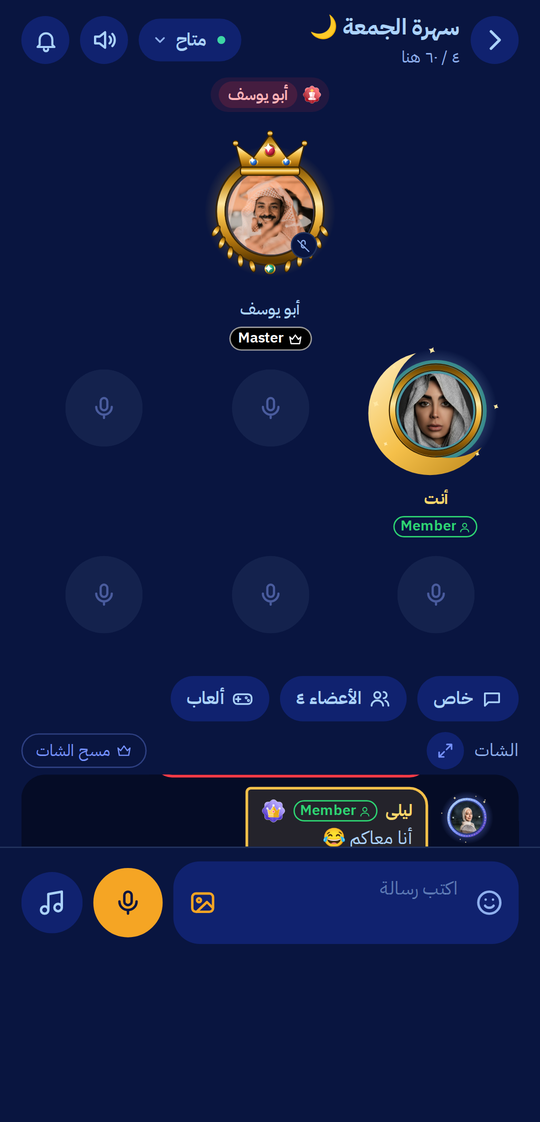 سهرة الجمعة 🌙
٤ / ٦٠ هنا
متاح
أبو يوسف
أبو يوسف
Master
أنت
Member
خاص
الأعضاء ٤
ألعاب
الشات
مسح الشات
ليلى Member
أنا معاكم 😂
اكتب رسالة